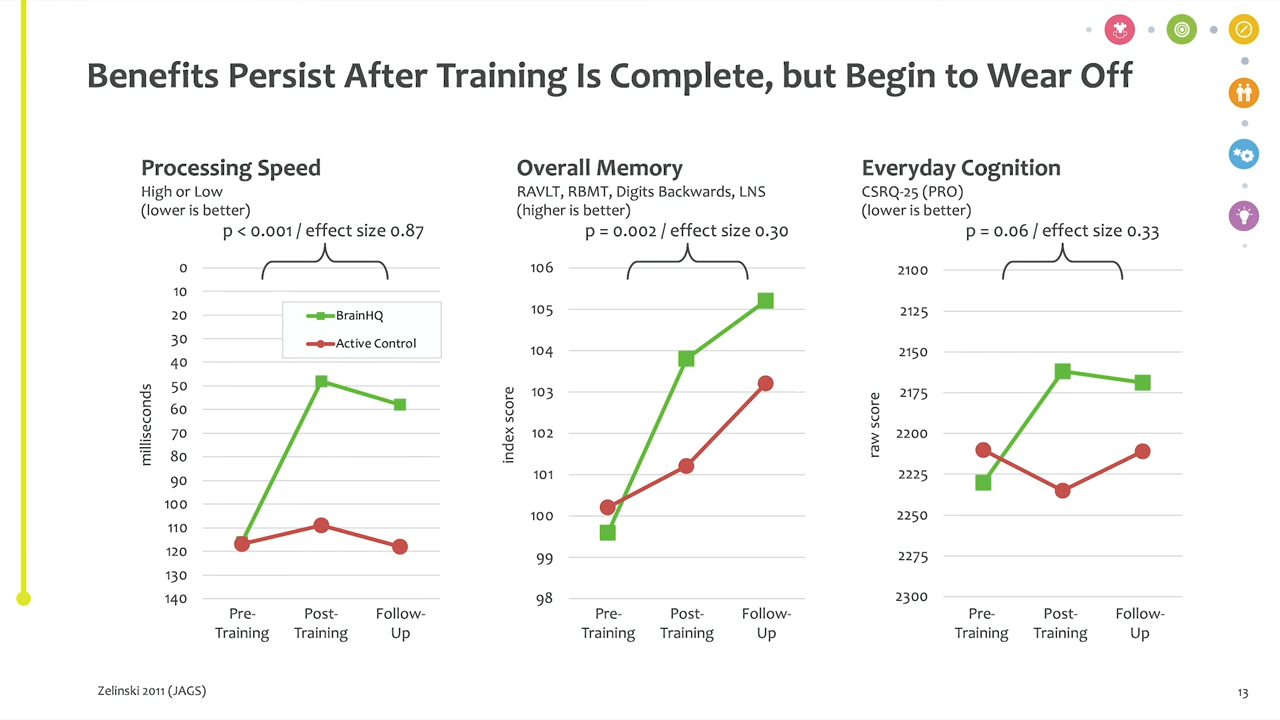 Benefits Persist After Training Is Complete, but Begin to Wear Off
Processing Speed
High or Low
(lower is better)
p < 0.001 / effect size 0.87
0
10
20
30
40
50
60
70
80
90
100
110
120
130
140
milliseconds
BrainHQ
Active Control
Pre-
Training
Post-
Training
Follow-
Up
Overall Memory
RAVLT, RBMT, Digits Backwards, LNS
(higher is better)
p = 0.002 / effect size 0.30
106
105
104
103
102
101
100
99
98
index score
Pre-
Training
Post-
Training
Follow-
Up
Everyday Cognition
CSRQ-25 (PRO)
(lower is better)
p = 0.06 / effect size 0.33
2100
2125
2150
2175
2200
2225
2250
2275
2300
raw score
Pre-
Training
Post-
Training
Follow-
Up
Zelinski 2011 (JAGS)
13